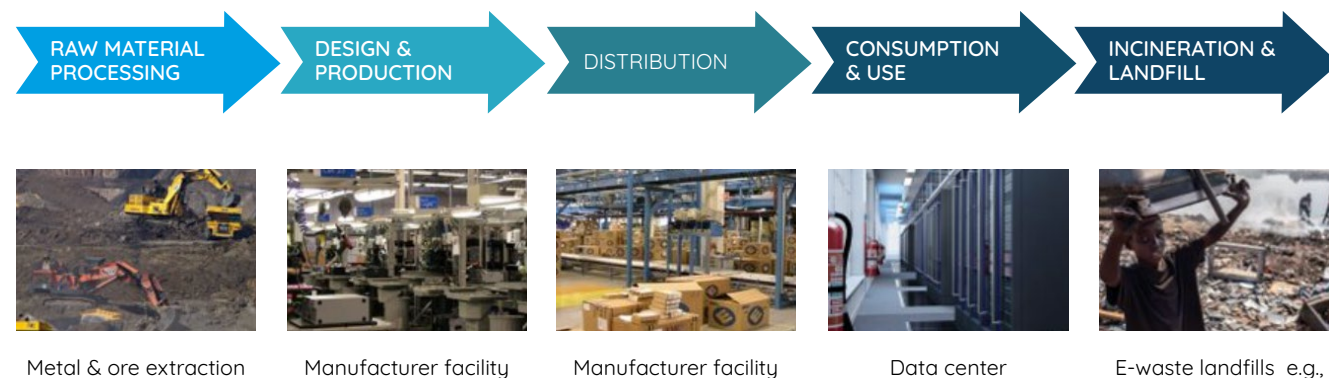 RAW MATERIAL
PROCESSING
DESIGN &
PRODUCTION
DISTRIBUTION
CONSUMPTION
& USE
INCINERATION &
LANDFILL
Metal & ore extraction
Manufacturer facility
Manufacturer facility
Data center
E-waste landfills e.g.,